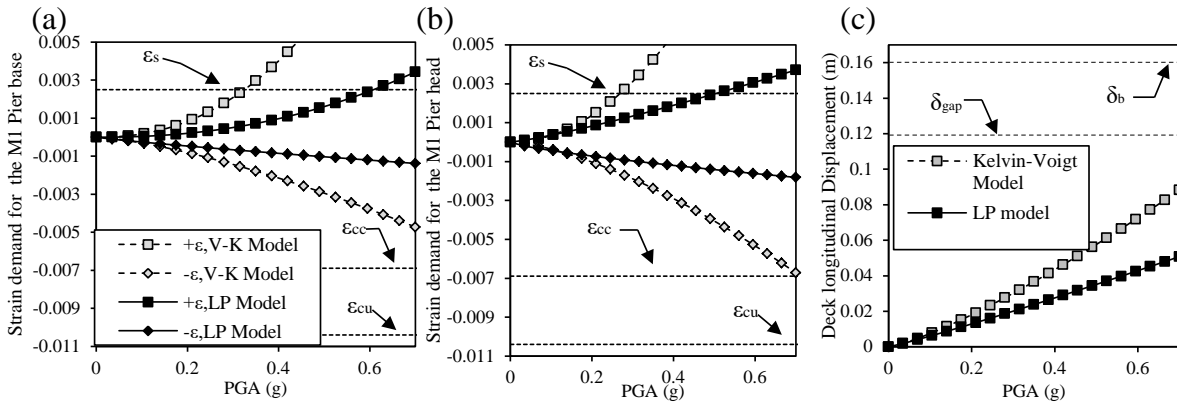 (a)
Strain demand for the M1 Pier base
0.005
0.003
0.001
-0.001
-0.003
-0.005
-0.007
-0.009
-0.011
εs
εcc
εcu
+ε,V-K Model
-ε,V-K Model
+ε,LP Model
-ε,LP Model
0
0.2
0.4
0.6
PGA (g)
(b)
Strain demand for the M1 Pier head
0.005
0.003
0.001
-0.001
-0.003
-0.005
-0.007
-0.009
-0.011
εs
εcc
εcu
0
0.2
0.4
0.6
PGA (g)
(c)
Deck longitudinal Displacement (m)
0.16
0.14
0.12
0.1
0.08
0.06
0.04
0.02
0
δgap
δb
Kelvin-Voigt
Model
LP model
0
0.2
0.4
0.6
PGA (g)